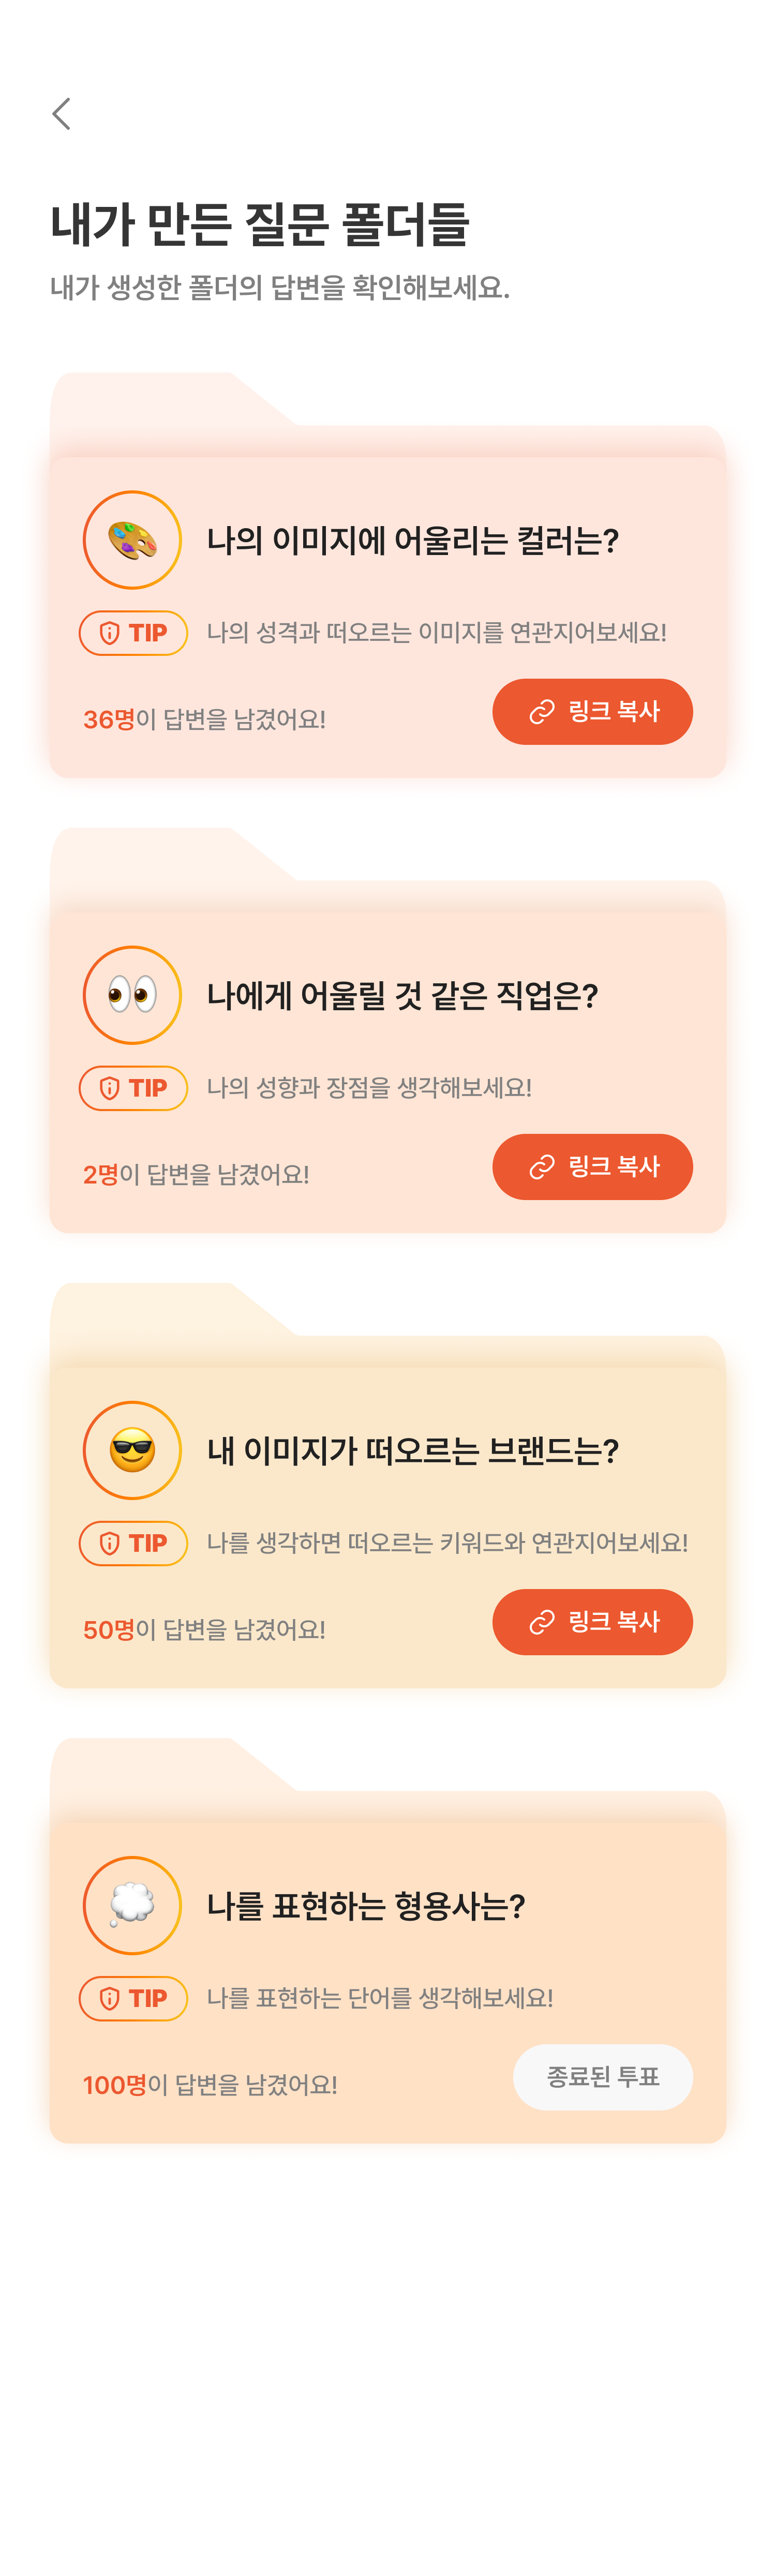 내가 만든 질문 폴더들
내가 생성한 폴더의 답변을 확인해보세요.
나의 이미지에 어울리는 컬러는?
TIP 나의 성격과 떠오르는 이미지를 연관지어보세요!
36명이 답변을 남겼어요! 링크 복사
나에게 어울릴 것 같은 직업은?
TIP 나의 성향과 장점을 생각해보세요!
2명이 답변을 남겼어요! 링크 복사
내 이미지가 떠오르는 브랜드는?
TIP 나를 생각하면 떠오르는 키워드와 연관지어보세요!
50명이 답변을 남겼어요! 링크 복사
나를 표현하는 형용사는?
TIP 나를 표현하는 단어를 생각해보세요!
100명이 답변을 남겼어요! 종료된 투표